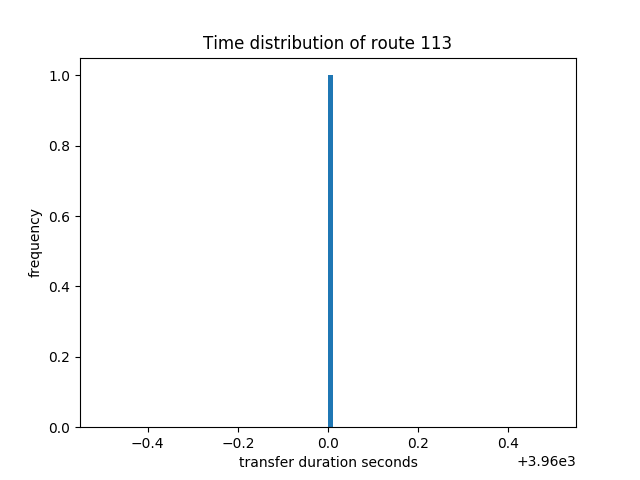 Time distribution of route 113
1.0
0.8
0.6
0.4
0.2
0.0
frequency
−0.4
−0.2
0.0
0.2
0.4
transfer duration seconds
+3.96e3